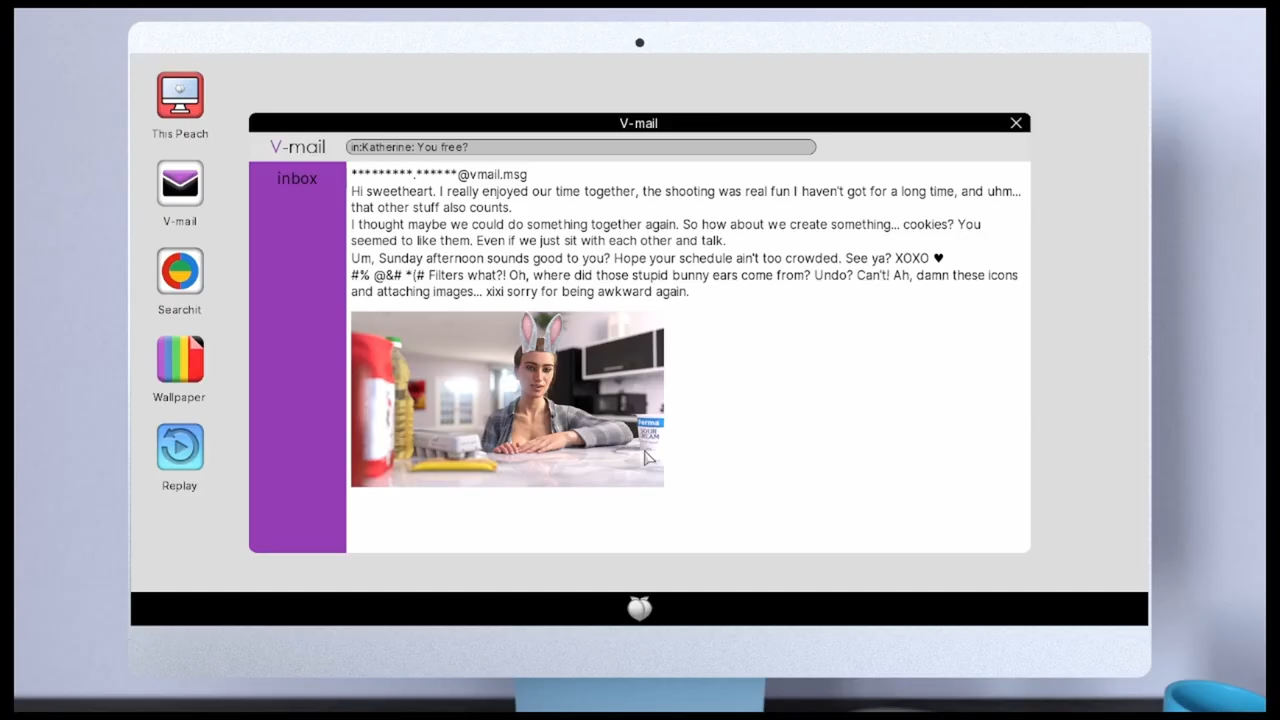 This Peach
V-mail
Searchit
Wallpaper
Replay
V-mail
V-mail
in:Katherine: You free?
inbox
*********.******@vmail.msg
Hi sweetheart. I really enjoyed our time together, the shooting was real fun I haven't got for a long time, and uhm...
that other stuff also counts.
I thought maybe we could do something together again. So how about we create something... cookies? You
seemed to like them. Even if we just sit with each other and talk.
Um, Sunday afternoon sounds good to you? Hope your schedule ain't too crowded. See ya? XOXO ♥
#% @&# *(# Filters what?! Oh, where did those stupid bunny ears come from? Undo? Can't! Ah, damn these icons
and attaching images... xixi sorry for being awkward again.